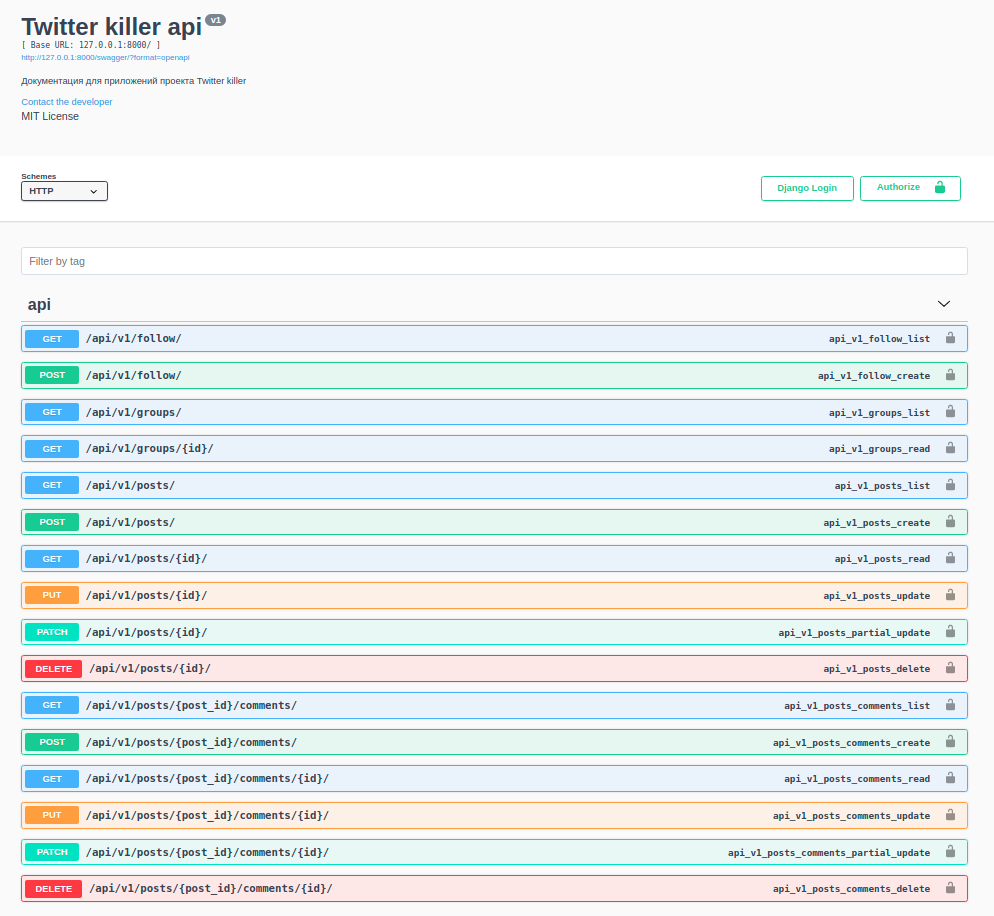 Twitter killer api v1
[ Base URL: 127.0.0.1:8000/ ]
http://127.0.0.1:8000/swagger/?format=openapi
Документация для приложений проекта Twitter killer
Contact the developer
MIT License
Schemes
HTTP
Django Login
Authorize
Filter by tag
api
GET /api/v1/follow/ api_v1_follow_list
POST /api/v1/follow/ api_v1_follow_create
GET /api/v1/groups/ api_v1_groups_list
GET /api/v1/groups/{id}/ api_v1_groups_read
GET /api/v1/posts/ api_v1_posts_list
POST /api/v1/posts/ api_v1_posts_create
GET /api/v1/posts/{id}/ api_v1_posts_read
PUT /api/v1/posts/{id}/ api_v1_posts_update
PATCH /api/v1/posts/{id}/ api_v1_posts_partial_update
DELETE /api/v1/posts/{id}/ api_v1_posts_delete
GET /api/v1/posts/{post_id}/comments/ api_v1_posts_comments_list
POST /api/v1/posts/{post_id}/comments/ api_v1_posts_comments_create
GET /api/v1/posts/{post_id}/comments/{id}/ api_v1_posts_comments_read
PUT /api/v1/posts/{post_id}/comments/{id}/ api_v1_posts_comments_update
PATCH /api/v1/posts/{post_id}/comments/{id}/ api_v1_posts_comments_partial_update
DELETE /api/v1/posts/{post_id}/comments/{id}/ api_v1_posts_comments_delete